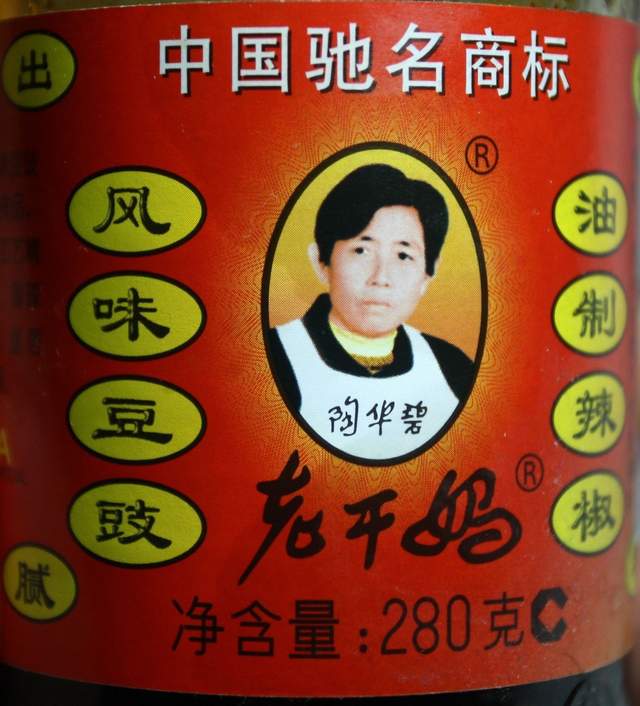 中国驰名商标
®
出
风味豆豉
油制辣椒
陶华碧
老干妈®
腻
净含量:280克C